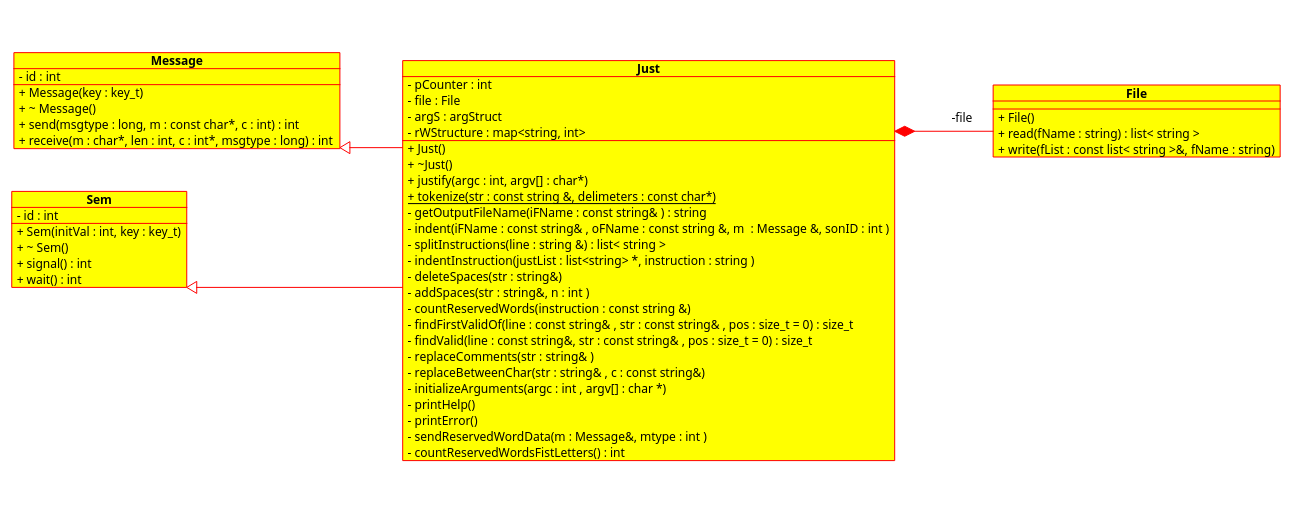 Message
- id : int
+ Message(key : key_t)
+ ~ Message()
+ send(msgtype : long, m : const char*, c : int) : int
+ receive(m : char*, len : int, c : int*, msgtype : long) : int
Sem
- id : int
+ Sem(initVal : int, key : key_t)
+ ~ Sem()
+ signal() : int
+ wait() : int
Just
- pCounter : int
- file : File
- argS : argStruct
- rWStructure : map<string, int>
+ Just()
+ ~Just()
+ justify(argc : int, argv[] : char*)
+ tokenize(str : const string &, delimeters : const char*)
- getOutputFileName(iFName : const string& ) : string
- indent(iFName : const string& , oFName : const string &, m  : Message &, sonID : int )
- splitInstructions(line : string &) : list< string >
- indentInstruction(justList : list<string> *, instruction : string )
- deleteSpaces(str : string&)
- addSpaces(str : string&, n : int )
- countReservedWords(instruction : const string &)
- findFirstValidOf(line : const string& , str : const string& , pos : size_t = 0) : size_t
- findValid(line : const string&, str : const string& , pos : size_t = 0) : size_t
- replaceComments(str : string& )
- replaceBetweenChar(str : string& , c : const string&)
- initializeArguments(argc : int , argv[] : char *)
- printHelp()
- printError()
- sendReservedWordData(m : Message&, mtype : int )
- countReservedWordsFistLetters() : int
-file
File
+ File()
+ read(fName : string) : list< string >
+ write(fList : const list< string >&, fName : string)